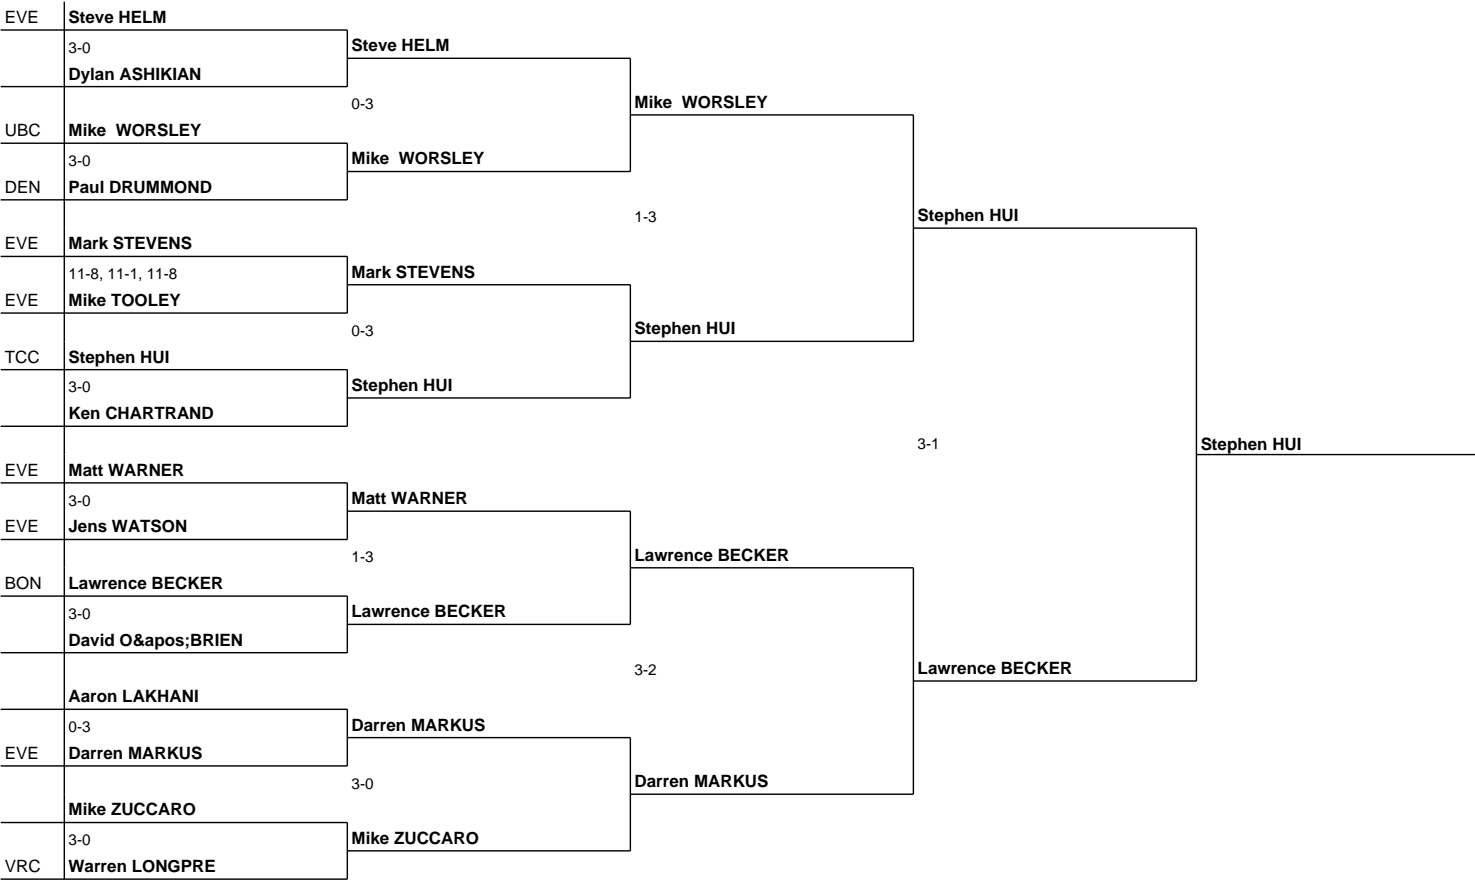 EVE Steve HELM
3-0 Steve HELM
Dylan ASHIKIAN
0-3 Mike  WORSLEY
UBC Mike  WORSLEY
3-0 Mike  WORSLEY
DEN Paul DRUMMOND
1-3 Stephen HUI
EVE Mark STEVENS
11-8, 11-1, 11-8 Mark STEVENS
EVE Mike TOOLEY
0-3 Stephen HUI
TCC Stephen HUI
3-0 Stephen HUI
Ken CHARTRAND
3-1 Stephen HUI
EVE Matt WARNER
3-0 Matt WARNER
EVE Jens WATSON
1-3 Lawrence BECKER
BON Lawrence BECKER
3-0 Lawrence BECKER
David O&apos;BRIEN
3-2 Lawrence BECKER
Aaron LAKHANI
0-3 Darren MARKUS
EVE Darren MARKUS
3-0 Darren MARKUS
Mike ZUCCARO
3-0 Mike ZUCCARO
VRC Warren LONGPRE